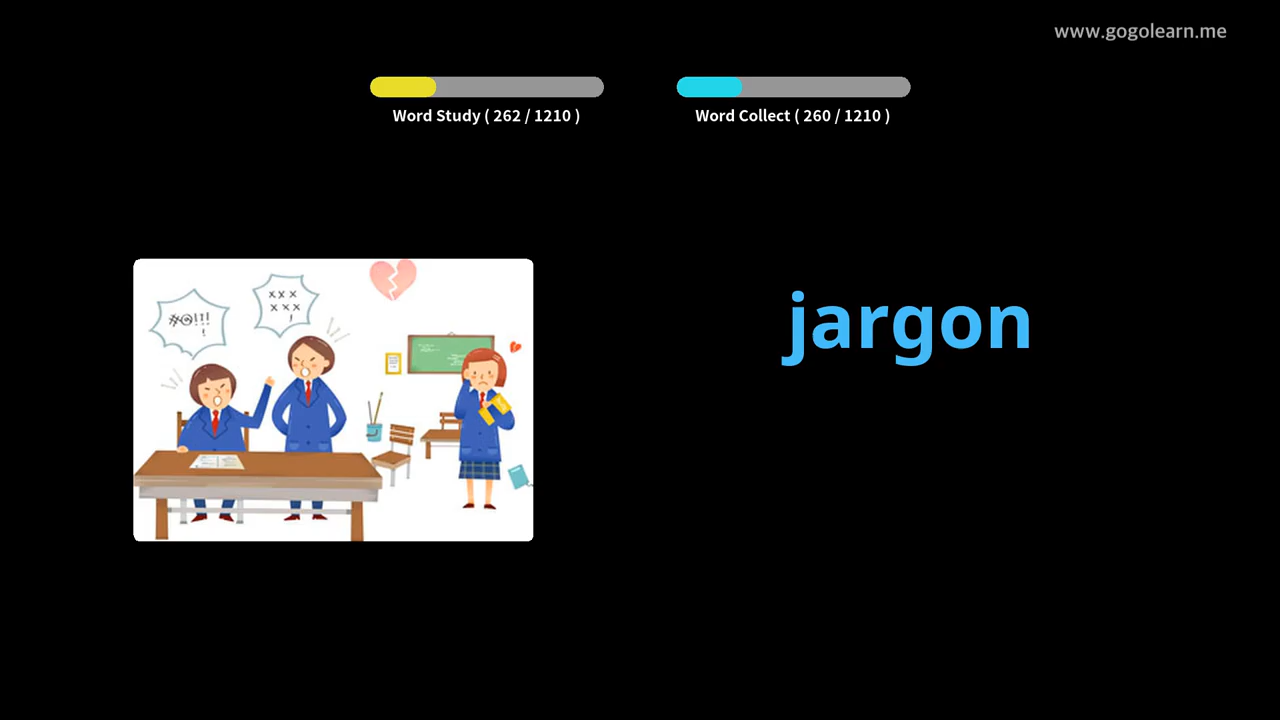 www.gogolearn.me
Word Study ( 262 / 1210 )
Word Collect ( 260 / 1210 )
#@!!!
!
x x x
x x x
!
jargon